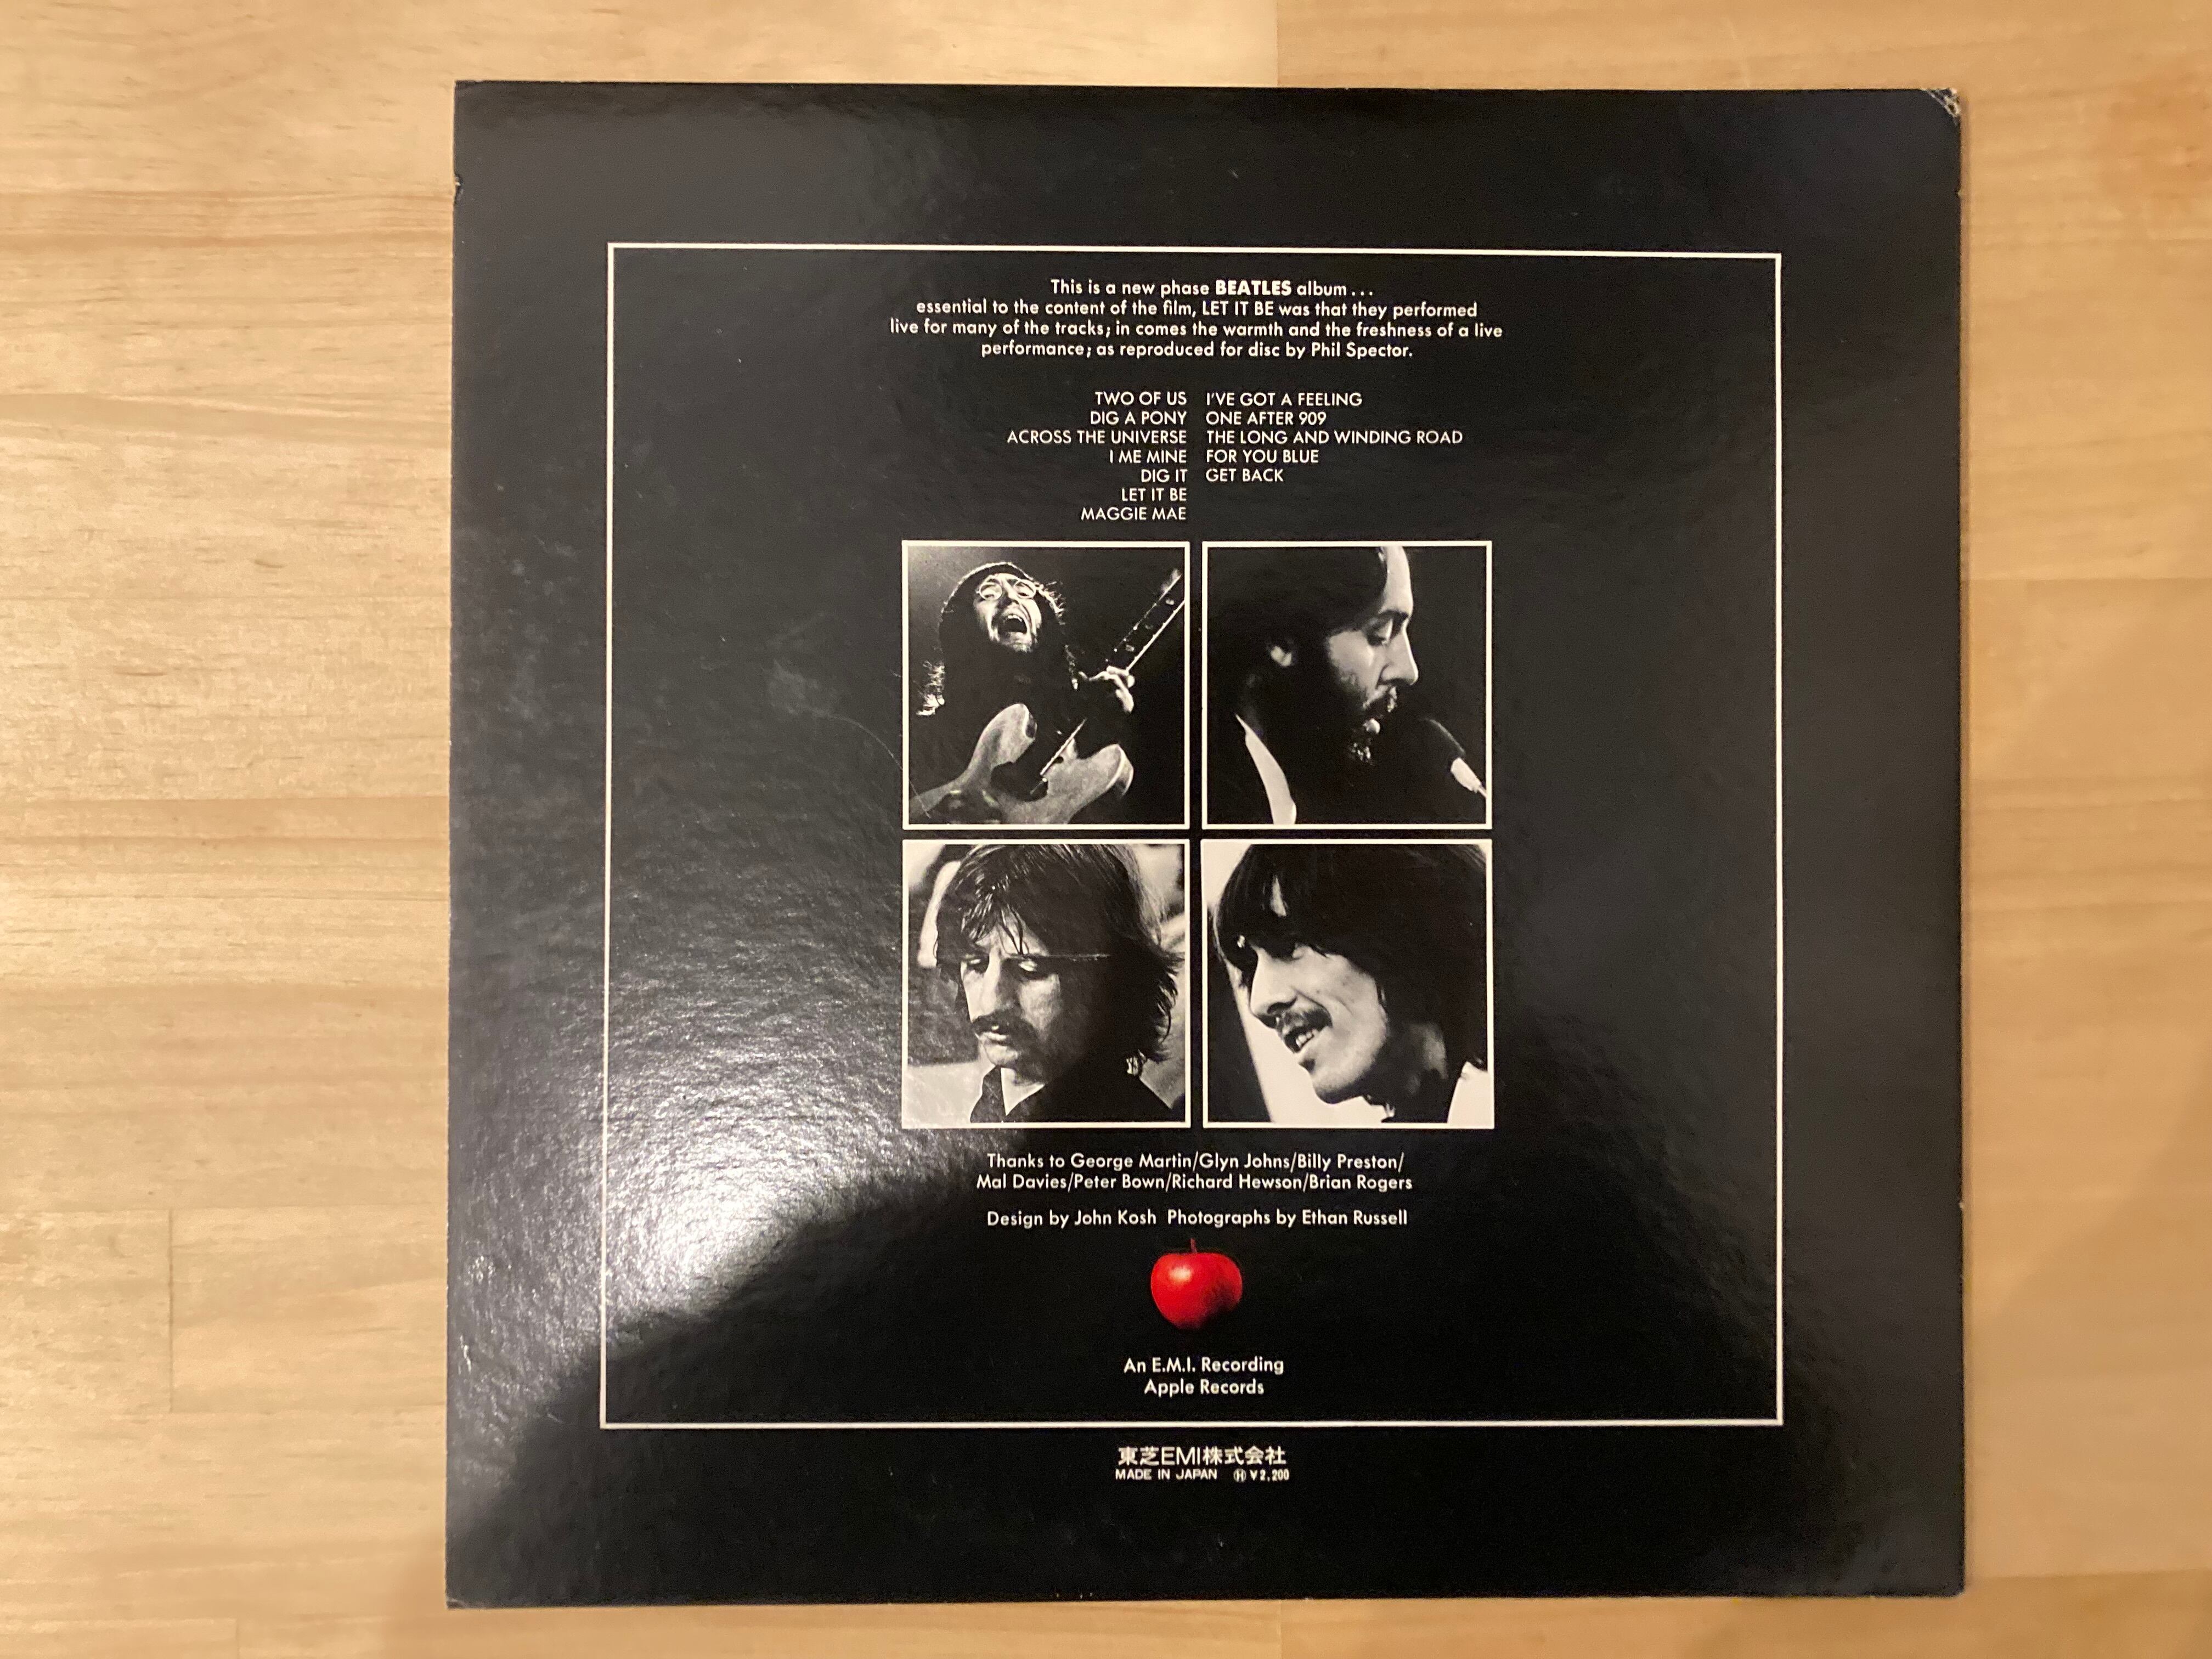 This is a new phase BEATLES album...
essential to the content of the film, LET IT BE was that they performed
live for many of the tracks; in comes the warmth and the freshness of a live
performance; as reproduced for disc by Phil Spector.
TWO OF US
DIG A PONY
ACROSS THE UNIVERSE
I ME MINE
DIG IT
LET IT BE
MAGGIE MAE
I'VE GOT A FEELING
ONE AFTER 909
THE LONG AND WINDING ROAD
FOR YOU BLUE
GET BACK
Thanks to George Martin/Glyn Johns/Billy Preston/
Mal Davies/Peter Bown/Richard Hewson/Brian Rogers
Design by John Kosh Photographs by Ethan Russell
An E.M.I. Recording
Apple Records
東芝EMI株式会社
MADE IN JAPAN Ⓗ ¥2,200